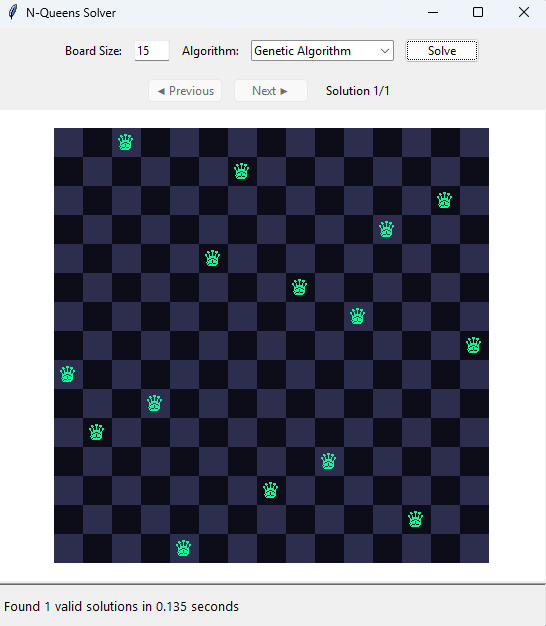 N-Queens Solver
Board Size: 15 Algorithm: Genetic Algorithm Solve
◄ Previous Next ► Solution 1/1
Found 1 valid solutions in 0.135 seconds